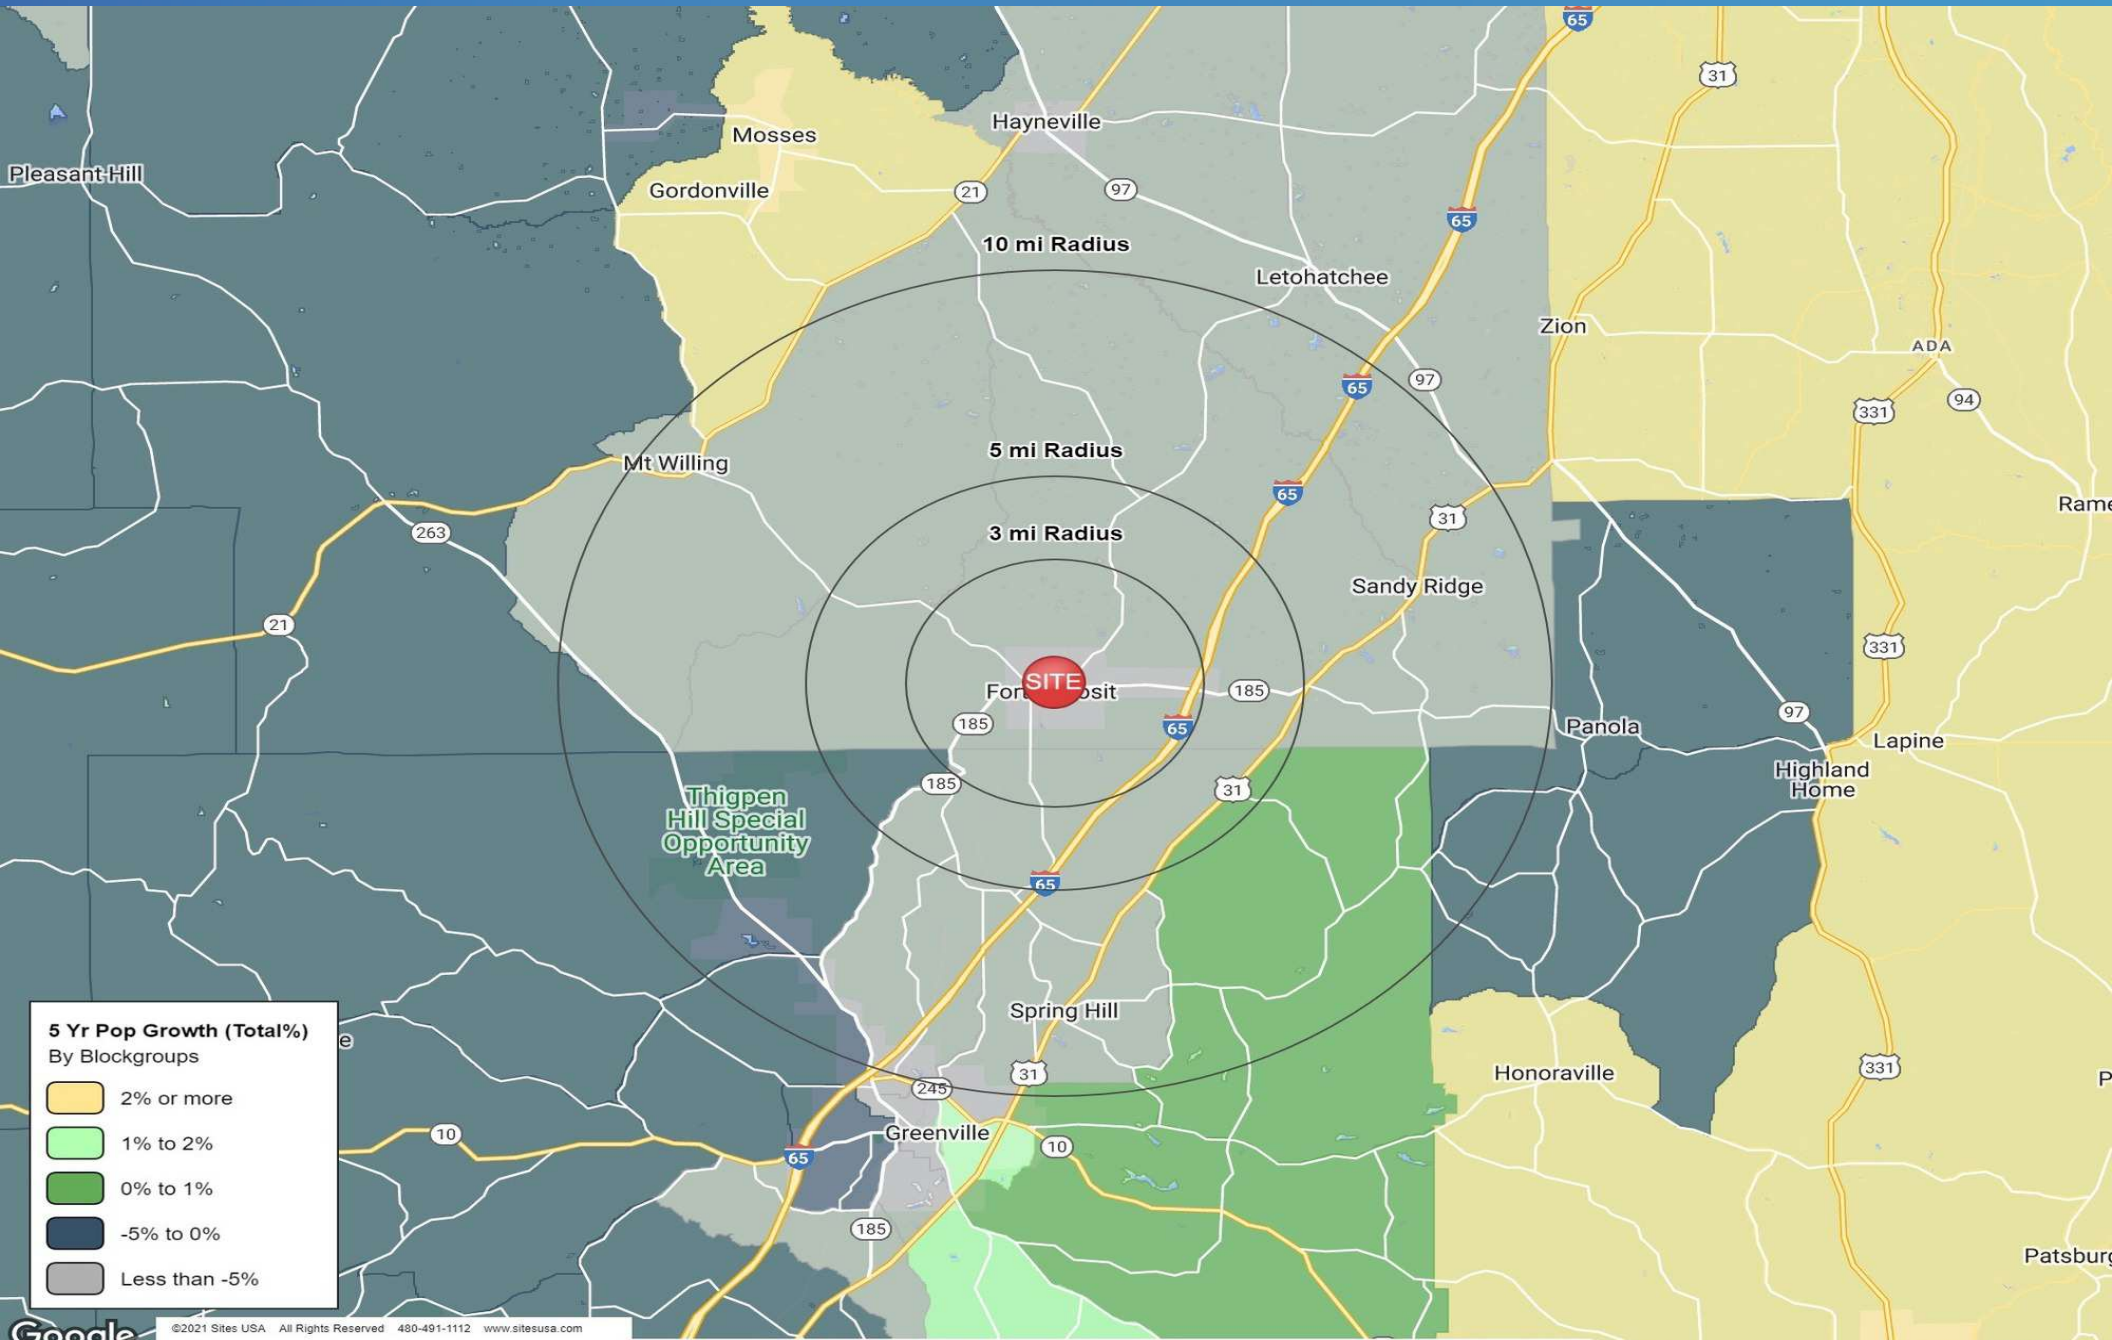 65
31
Mosses
Hayneville
Pleasant Hill
Gordonville
21
97
65
10 mi Radius
Letohatchee
Zion
ADA
65
97
331
94
5 mi Radius
Mt Willing
65
31
263
3 mi Radius
Sandy Ridge
21
331
SITE
185
185
65
97
Panola
Lapine
Highland
Home
185
31
Thigpen
Hill Special
Opportunity
Area
65
Spring Hill
31
245
Honoraville
331
Greenville
10
10
65
185
5 Yr Pop Growth (Total%)
By Blockgroups
2% or more
1% to 2%
0% to 1%
-5% to 0%
Less than -5%
Google
©2021 Sites USA All Rights Reserved 480-491-1112 www.sitesusa.com